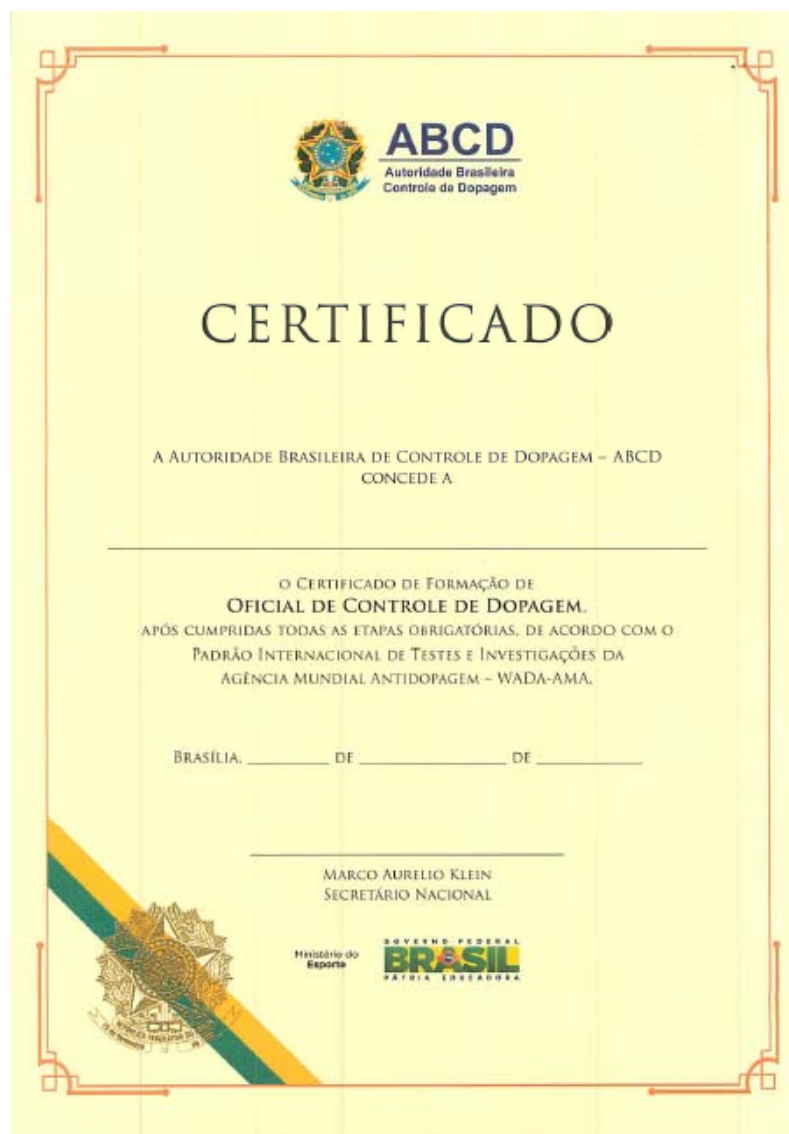 ABCD
Autoridade Brasileira
Controle de Dopagem
CERTIFICADO
A Autoridade Brasileira de Controle de Dopagem – ABCD
concede a
o Certificado de Formação de
Oficial de Controle de Dopagem,
após cumpridas todas as etapas obrigatórias, de acordo com o
Padrão Internacional de Testes e Investigações da
Agência Mundial Antidopagem – WADA-AMA.
Brasília, __________ de __________________ de _____________
Marco Aurelio Klein
Secretário Nacional
Ministério do
Esporte
GOVERNO FEDERAL
BRASIL
PÁTRIA EDUCADORA